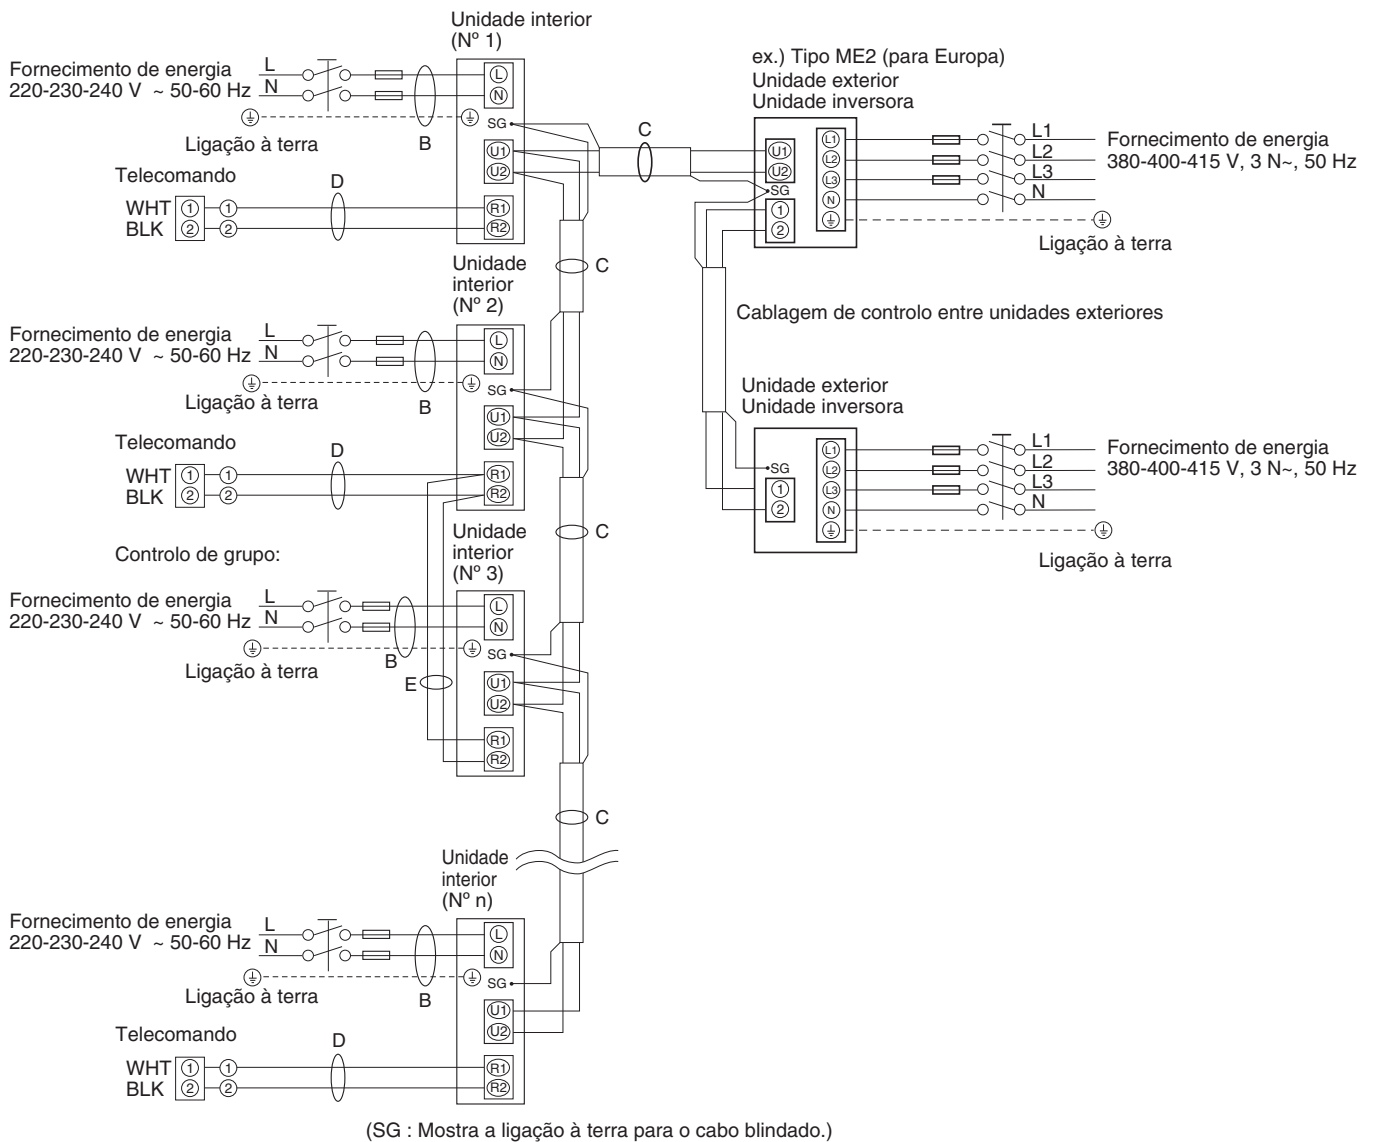 Unidade interior
(Nº 1)
Fornecimento de energia
220-230-240 V ~ 50-60 Hz
L
N
L
N
SG
Ligação à terra
B
U1
U2
Telecomando
D
WHT 1 1
BLK 2 2
R1
R2
C
C
ex.) Tipo ME2 (para Europa)
Unidade exterior
Unidade inversora
U1
U2
SG
1
2
L1
L2
L3
N
L1
L2
L3
N
Fornecimento de energia
380-400-415 V, 3 N~, 50 Hz
Ligação à terra
Cablagem de controlo entre unidades exteriores
Unidade
interior
(Nº 2)
Fornecimento de energia
220-230-240 V ~ 50-60 Hz
L
N
L
N
SG
Ligação à terra
B
U1
U2
Telecomando
D
WHT 1 1
BLK 2 2
R1
R2
C
Unidade exterior
Unidade inversora
SG
1
2
L1
L2
L3
N
L1
L2
L3
N
Fornecimento de energia
380-400-415 V, 3 N~, 50 Hz
Ligação à terra
Controlo de grupo:
Unidade
interior
(Nº 3)
Fornecimento de energia
220-230-240 V ~ 50-60 Hz
L
N
L
N
SG
Ligação à terra
B
E
U1
U2
R1
R2
C
Unidade
interior
(Nº n)
Fornecimento de energia
220-230-240 V ~ 50-60 Hz
L
N
L
N
SG
Ligação à terra
B
U1
U2
Telecomando
D
WHT 1 1
BLK 2 2
R1
R2
(SG : Mostra a ligação à terra para o cabo blindado.)